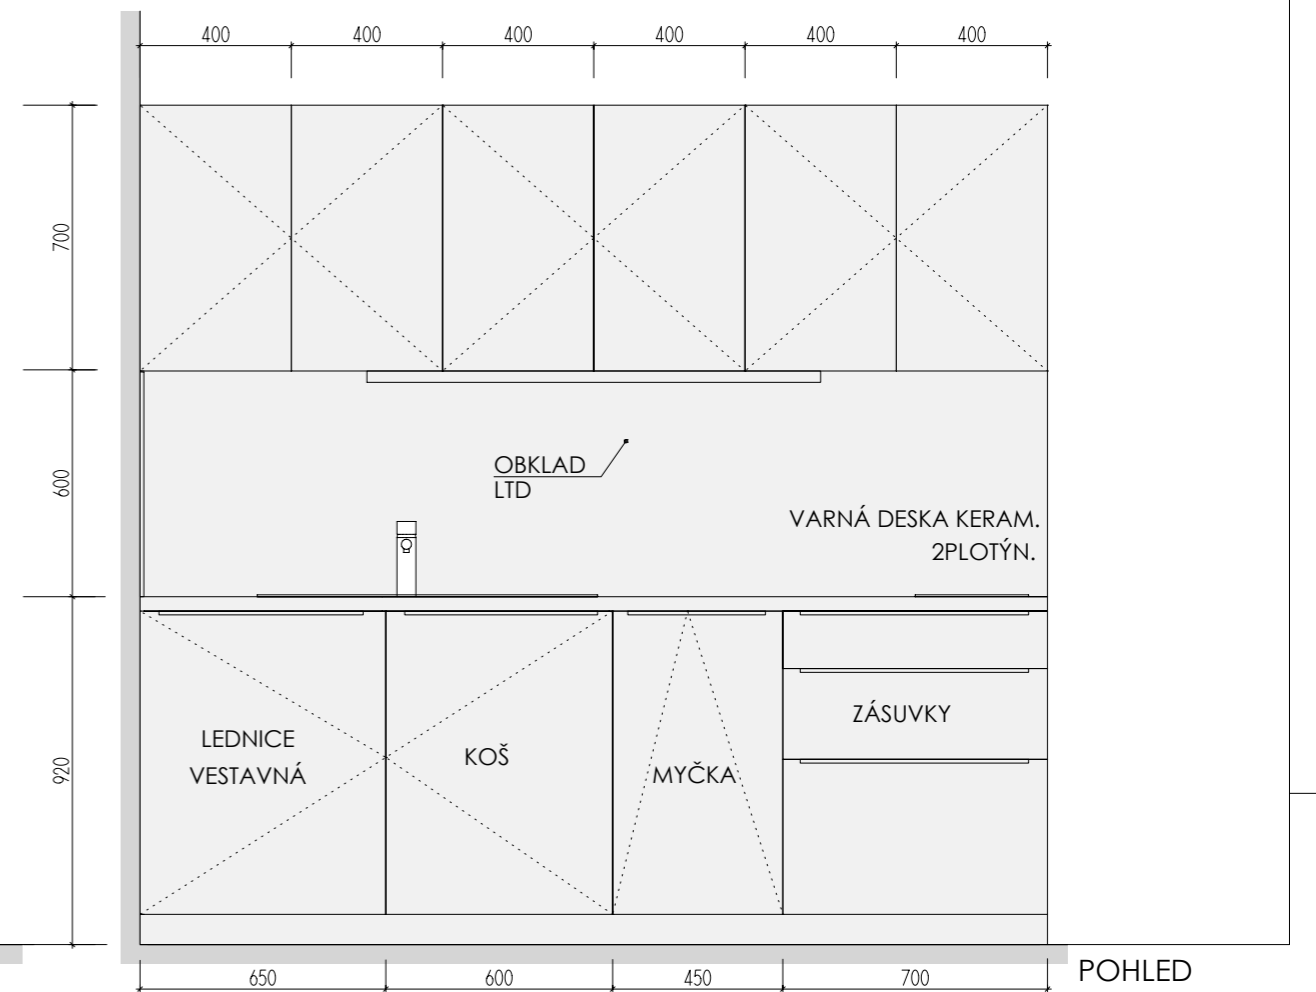 400 400 400 400 400 400
700
600
OBKLAD
LTD
VARNÁ DESKA KERAM.
2PLOTÝN.
920
LEDNICE
VESTAVNÁ
KOŠ
MYČKA
ZÁSUVKY
650 600 450 700
POHLED